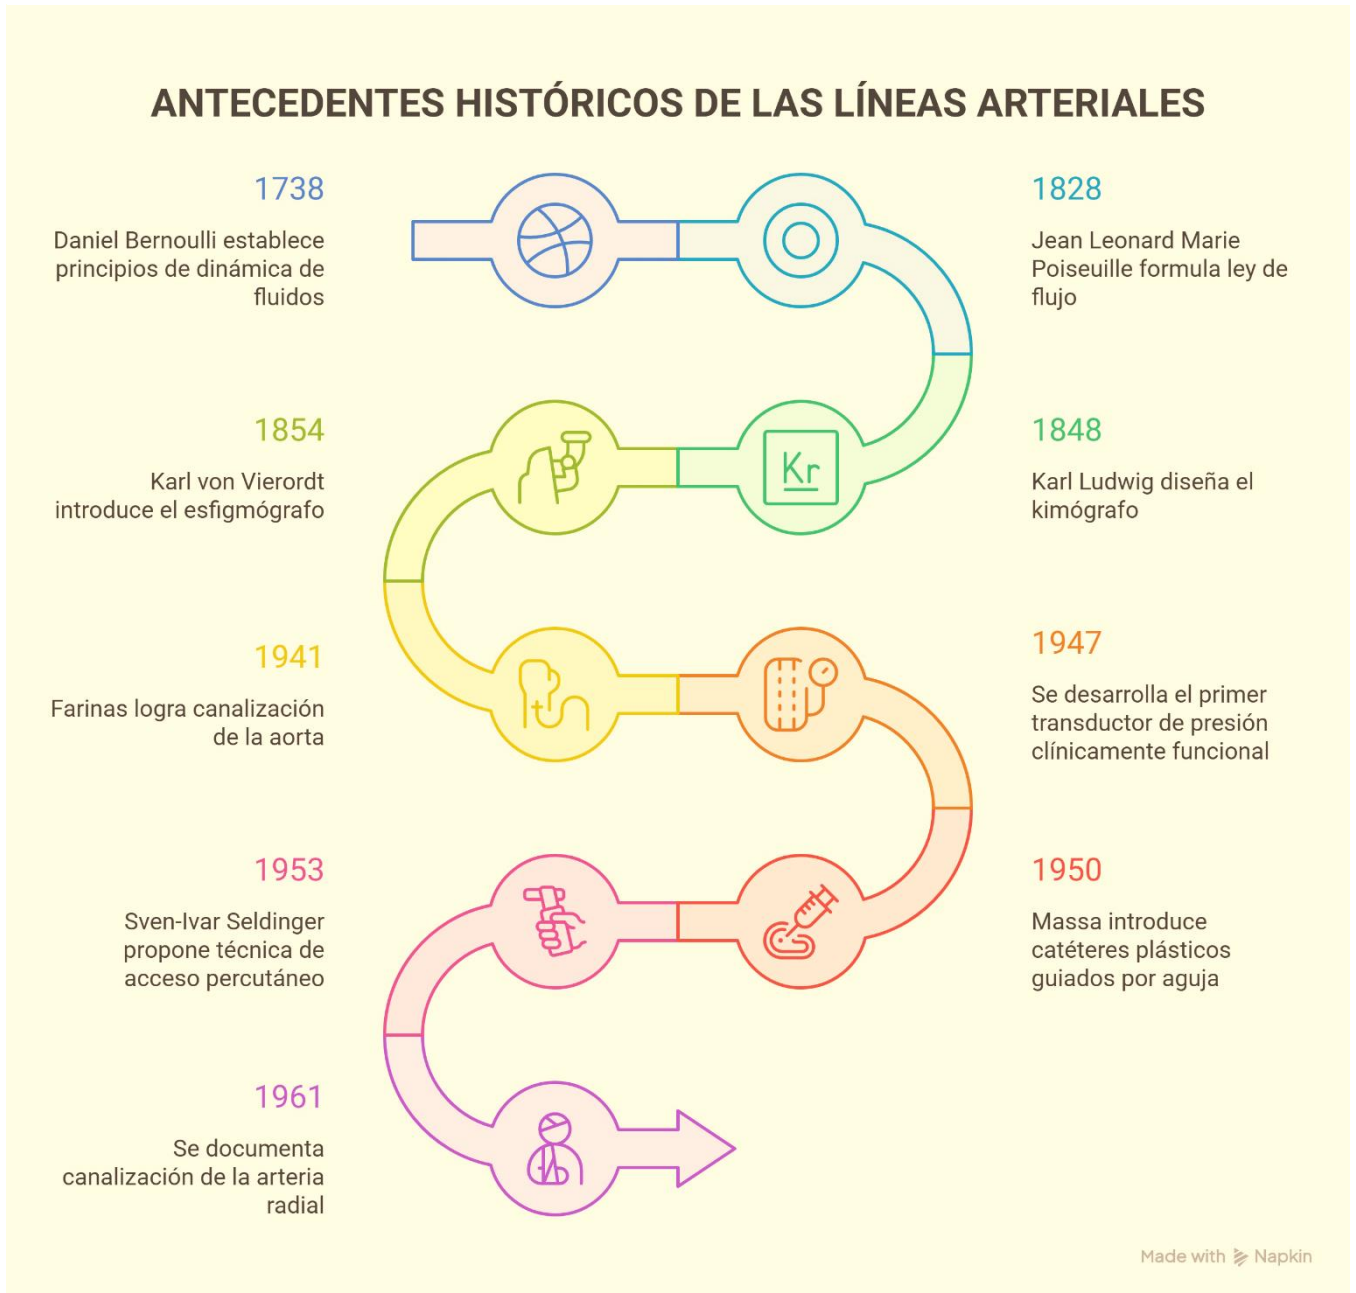 ANTECEDENTES HISTÓRICOS DE LAS LÍNEAS ARTERIALES
1738
Daniel Bernoulli establece
principios de dinámica de
fluidos
1828
Jean Leonard Marie
Poiseuille formula ley de
flujo
1848
Karl Ludwig diseña el
kimógrafo
Kr
1854
Karl von Vierordt
introduce el esfigmógrafo
1941
Farinas logra canalización
de la aorta
1947
Se desarrolla el primer
transductor de presión
clínicamente funcional
1950
Massa introduce
catéteres plásticos
guiados por aguja
1953
Sven-Ivar Seldinger
propone técnica de
acceso percutáneo
1961
Se documenta
canalización de la arteria
radial
Made with Napkin